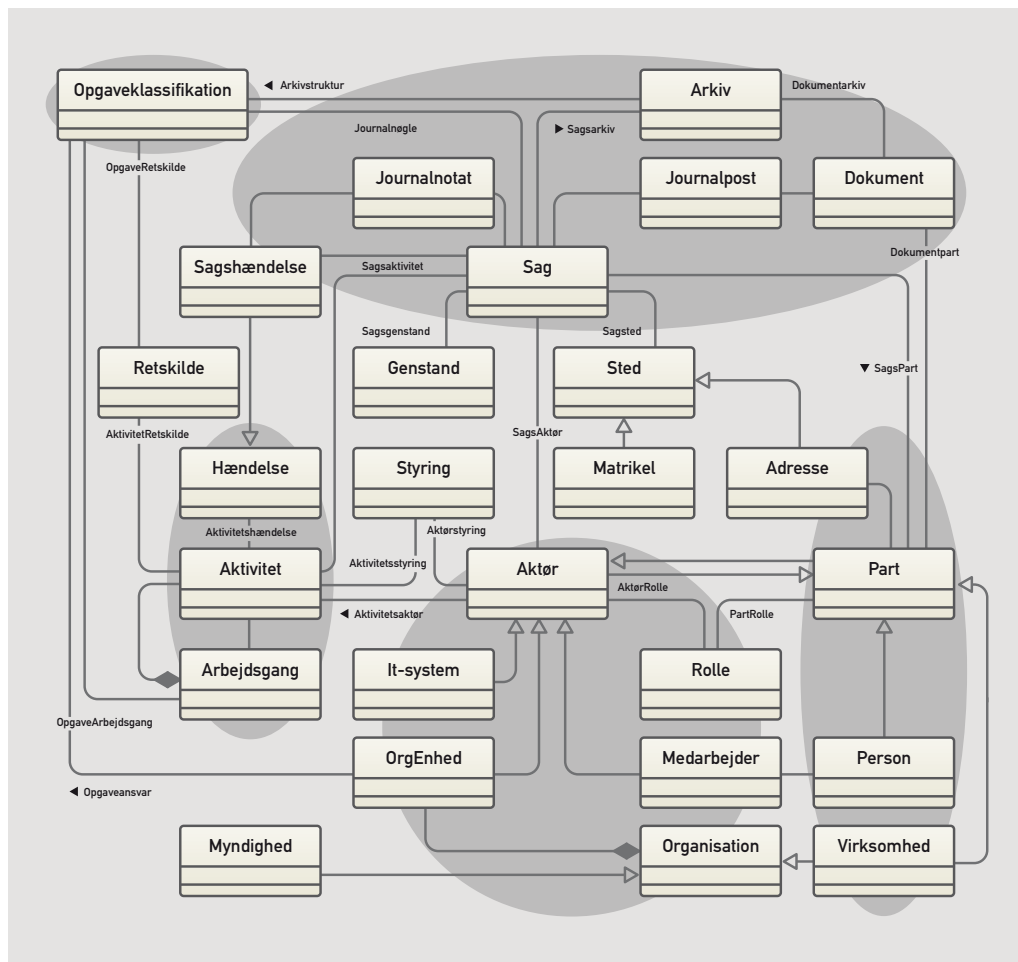 Opgaveklassifikation
◄ Arkivstruktur
Arkiv
Dokumentarkiv
Journalnøgle
► Sagsarkiv
OpgaveRetskilde
Journalnotat
Journalpost
Dokument
Dokumentpart
Sagshændelse
Sagsaktivitet
Sag
Sagsgenstand
Sagsted
Retskilde
Genstand
Sted
▼ SagsPart
AktivitetRetskilde
SagsAktør
Hændelse
Styring
Matrikel
Adresse
Aktivitetshændelse
Aktørstyring
Aktivitetsstyring
Aktivitet
Aktør
Part
AktørRolle
◄ Aktivitetsaktør
PartRolle
Arbejdsgang
It-system
Rolle
OpgaveArbejdsgang
OrgEnhed
Medarbejder
Person
◄ Opgaveansvar
Myndighed
Organisation
Virksomhed